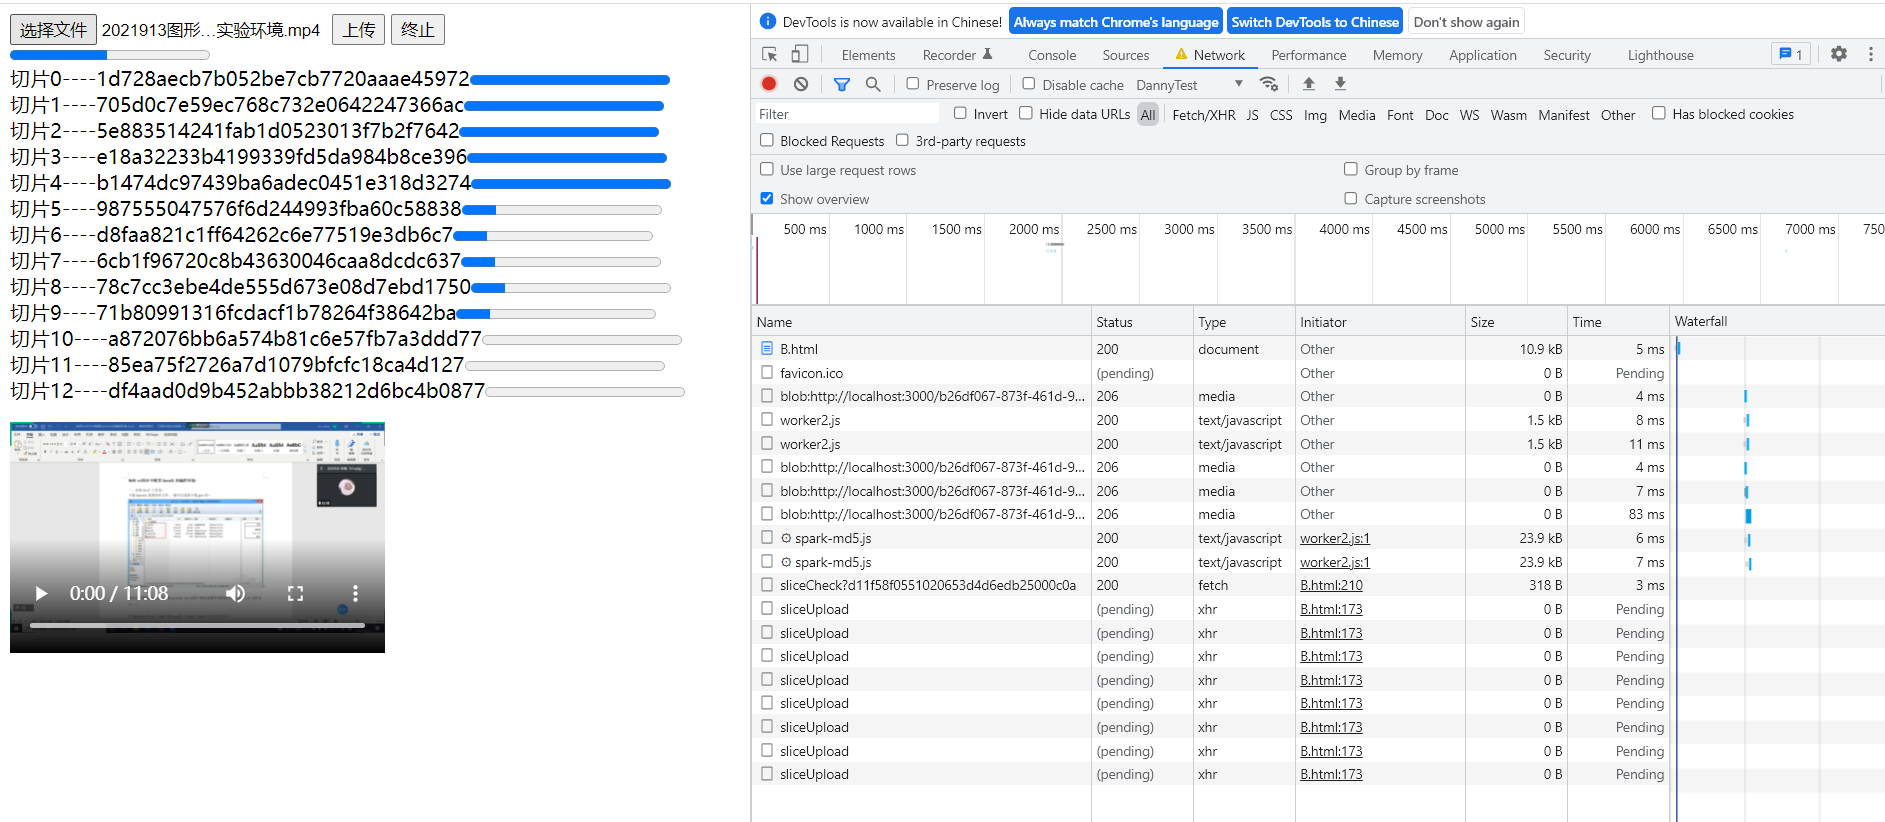 选择文件 2021913图形...实验环境.mp4 上传 终止
切片0----1d728aecb7b052be7cb7720aaae45972
切片1----705d0c7e59ec768c732e0642247366ac
切片2----5e883514241fab1d0523013f7b2f7642
切片3----e18a32233b4199339fd5da984b8ce396
切片4----b1474dc97439ba6adec0451e318d3274
切片5----987555047576f6d244993fba60c58838
切片6----d8faa821c1ff64262c6e77519e3db6c7
切片7----6cb1f96720c8b43630046caa8dcdc637
切片8----78c7cc3ebe4de555d673e08d7ebd1750
切片9----71b80991316fcdacf1b78264f38642ba
切片10----a872076bb6a574b81c6e57fb7a3ddd77
切片11----85ea75f2726a7d1079bfcfc18ca4d127
切片12----df4aad0d9b452abbb38212d6bc4b0877
0:00 / 11:08
DevTools is now available in Chinese! Always match Chrome's language Switch DevTools to Chinese Don't show again
Elements Recorder Console Sources Network Performance Memory Application Security Lighthouse 1
Preserve log Disable cache DannyTest
Filter Invert Hide data URLs All Fetch/XHR JS CSS Img Media Font Doc WS Wasm Manifest Other Has blocked cookies
Blocked Requests 3rd-party requests
Use large request rows Group by frame
Show overview Capture screenshots
500 ms 1000 ms 1500 ms 2000 ms 2500 ms 3000 ms 3500 ms 4000 ms 4500 ms 5000 ms 5500 ms 6000 ms 6500 ms 7000 ms 750
Name Status Type Initiator Size Time Waterfall
B.html 200 document Other 10.9 kB 5 ms
favicon.ico (pending) Other 0 B Pending
blob:http://localhost:3000/b26df067-873f-461d-9... 206 media Other 0 B 4 ms
worker2.js 200 text/javascript Other 1.5 kB 8 ms
worker2.js 200 text/javascript Other 1.5 kB 11 ms
blob:http://localhost:3000/b26df067-873f-461d-9... 206 media Other 0 B 4 ms
blob:http://localhost:3000/b26df067-873f-461d-9... 206 media Other 0 B 7 ms
blob:http://localhost:3000/b26df067-873f-461d-9... 206 media Other 0 B 83 ms
spark-md5.js 200 text/javascript worker2.js:1 23.9 kB 6 ms
spark-md5.js 200 text/javascript worker2.js:1 23.9 kB 7 ms
sliceCheck?d11f58f0551020653d4d6edb25000c0a 200 fetch B.html:210 318 B 3 ms
sliceUpload (pending) xhr B.html:173 0 B Pending
sliceUpload (pending) xhr B.html:173 0 B Pending
sliceUpload (pending) xhr B.html:173 0 B Pending
sliceUpload (pending) xhr B.html:173 0 B Pending
sliceUpload (pending) xhr B.html:173 0 B Pending
sliceUpload (pending) xhr B.html:173 0 B Pending
sliceUpload (pending) xhr B.html:173 0 B Pending
sliceUpload (pending) xhr B.html:173 0 B Pending